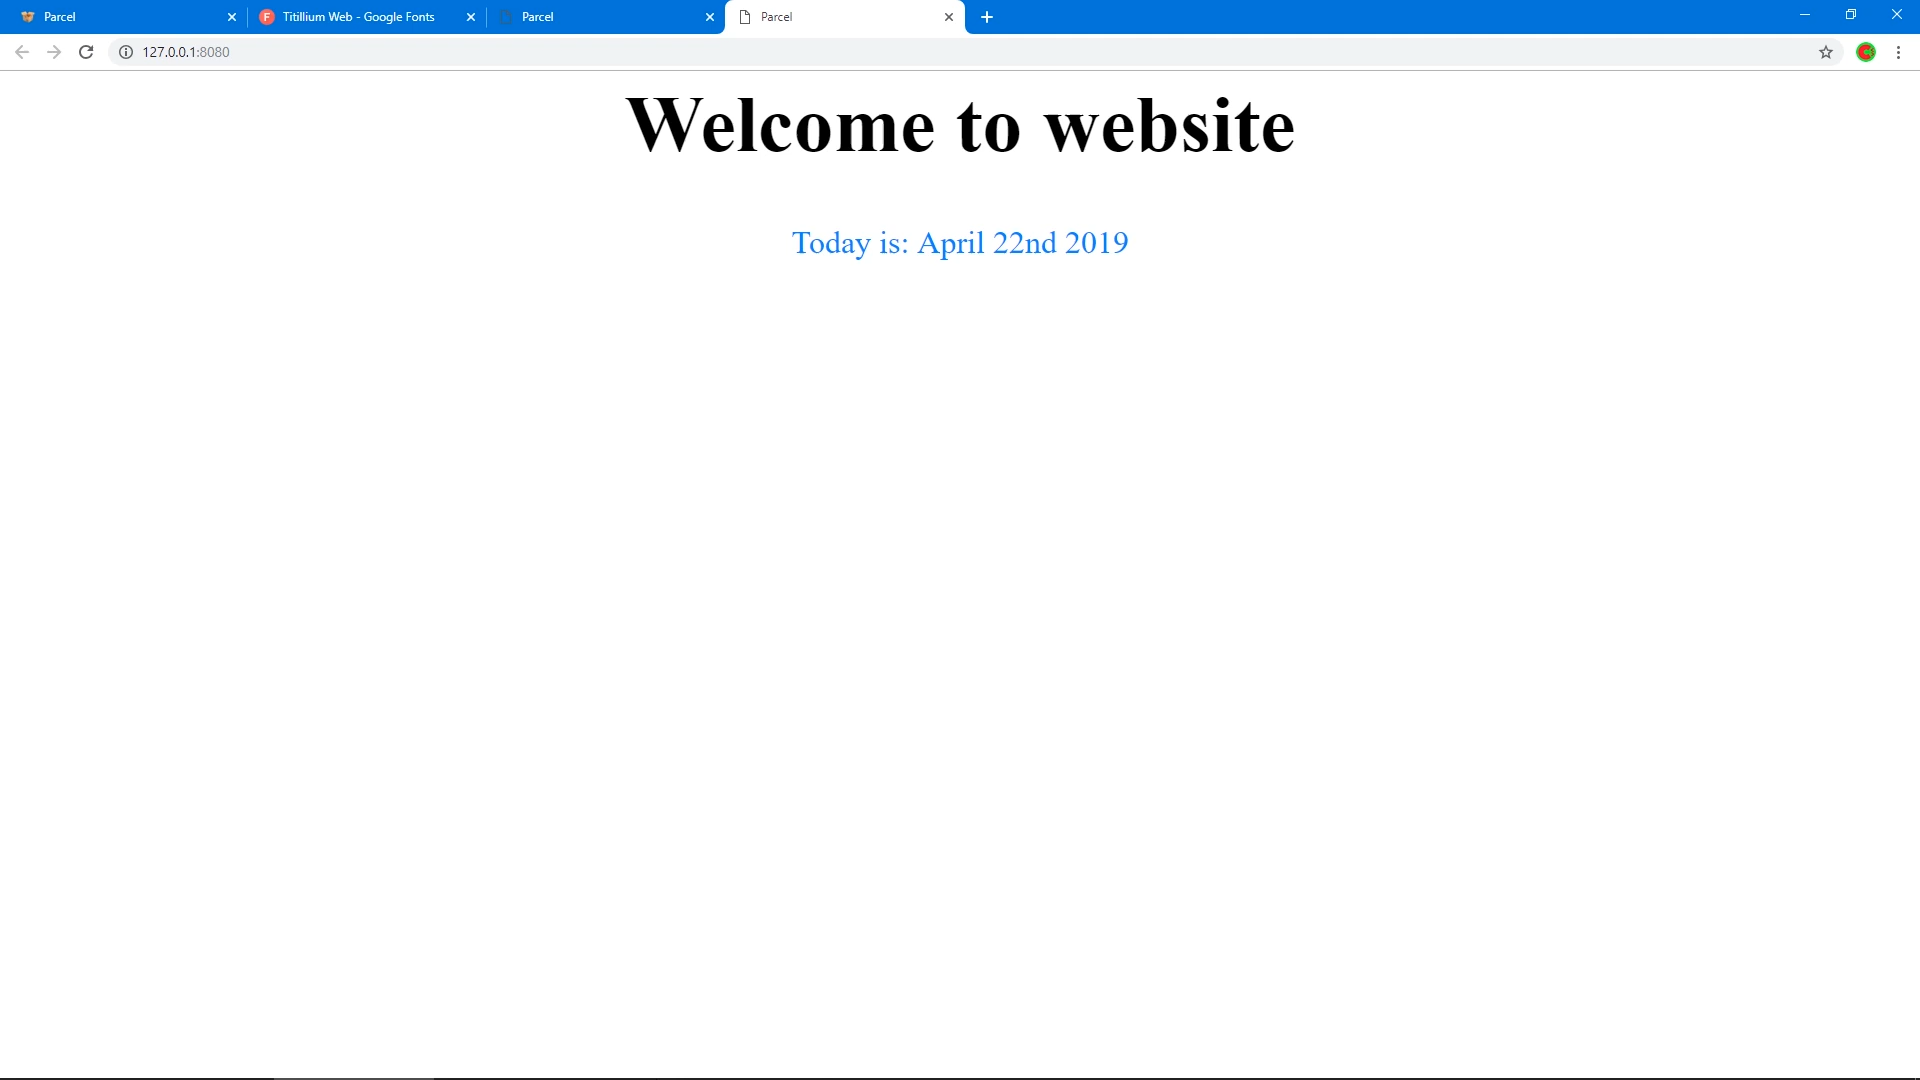 Parcel
Titillium Web - Google Fonts
Parcel
Parcel
127.0.0.1:8080
Welcome to website
Today is: April 22nd 2019